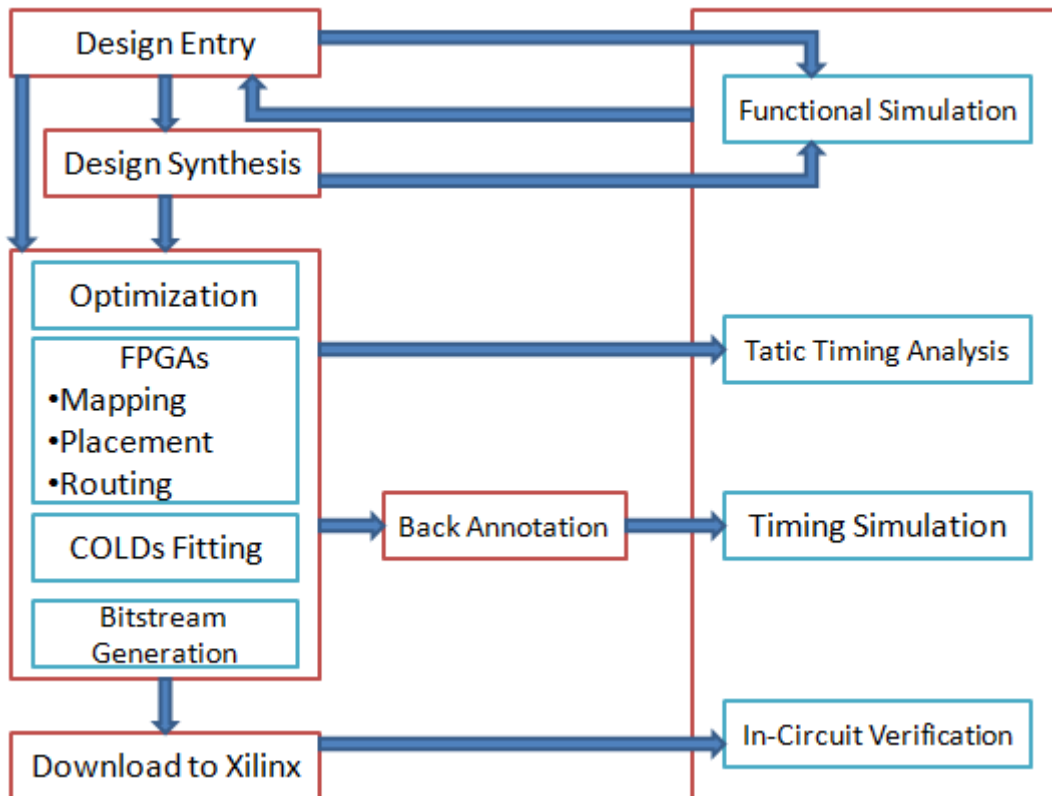 Design Entry
Functional Simulation
Design Synthesis
Optimization
FPGAs
•Mapping
•Placement
•Routing
Tatic Timing Analysis
COLDs Fitting
Back Annotation
Timing Simulation
Bitstream
Generation
Download to Xilinx
In-Circuit Verification